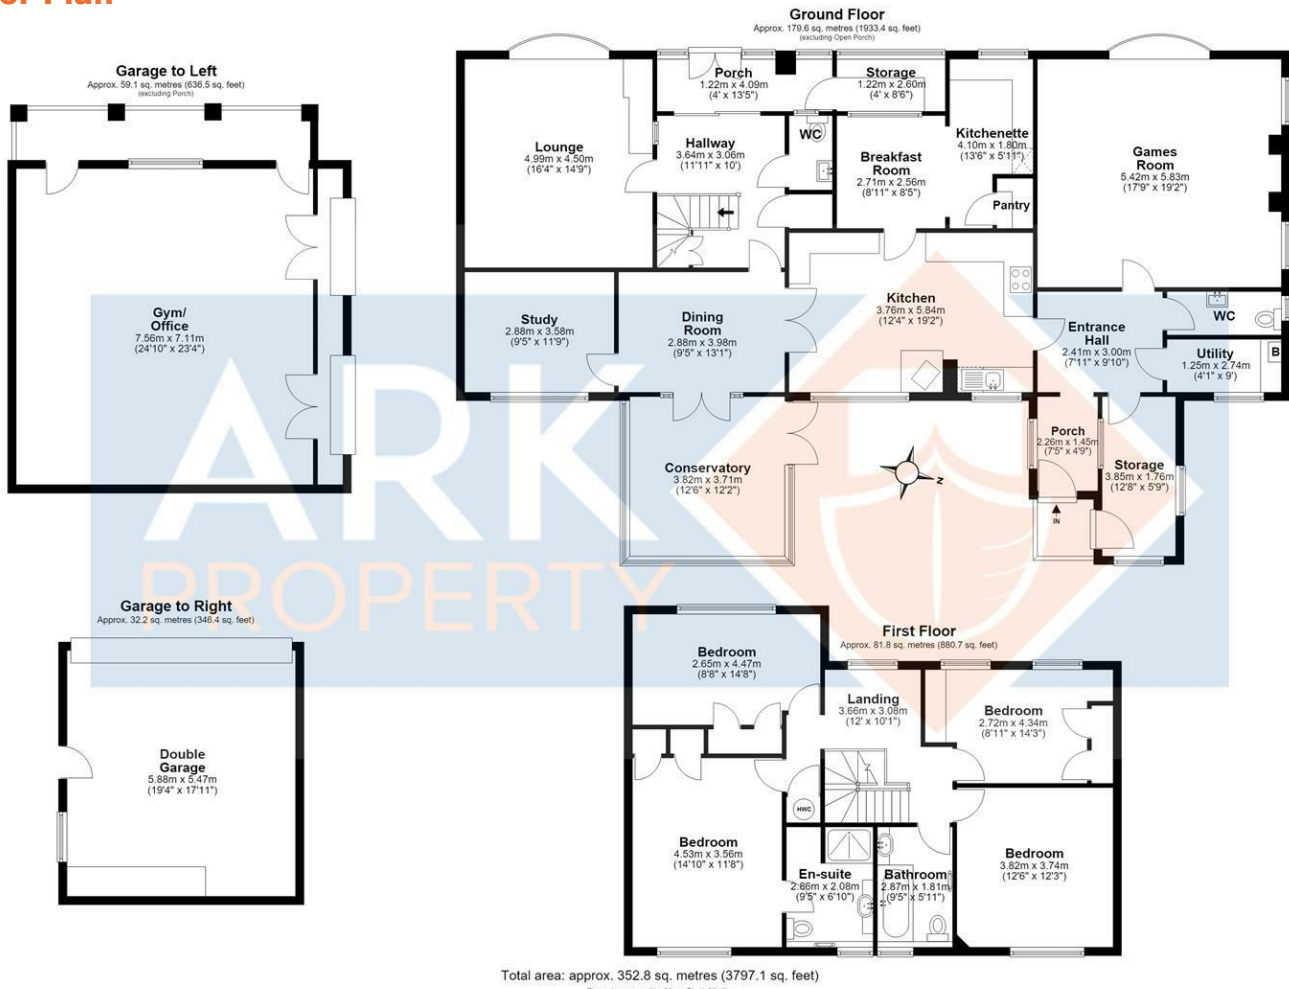 or Plan
Ground Floor
Approx. 179.6 sq. metres (1933.4 sq. feet)
(excluding Open Porch)
Garage to Left
Approx. 59.1 sq. metres (636.5 sq. feet)
(excluding Porch)
Porch
1.22m x 4.09m
(4' x 13'5")
Storage
1.22m x 2.60m
(4' x 8'6")
Lounge
4.99m x 4.50m
(16'4" x 14'9")
Hallway
3.64m x 3.06m
(11'11" x 10')
WC
Breakfast
Room
2.71m x 2.56m
(8'11" x 8'5")
Kitchenette
4.10m x 1.80m
(13'6" x 5'11")
Pantry
Games
Room
5.42m x 5.83m
(17'9" x 19'2")
Gym/
Office
7.56m x 7.11m
(24'10" x 23'4")
Study
2.88m x 3.58m
(9'5" x 11'9")
Dining
Room
2.88m x 3.98m
(9'5" x 13'1")
Kitchen
3.76m x 5.84m
(12'4" x 19'2")
Entrance
Hall
2.41m x 3.00m
(7'11" x 9'10")
WC
Utility
1.25m x 2.74m
(4'1" x 9')
B
Conservatory
3.82m x 3.71m
(12'6" x 12'2")
Z
Porch
2.26m x 1.45m
(7'5" x 4'9")
Storage
3.85m x 1.76m
(12'8" x 5'9")
IN
ARK
PROPERTY
Garage to Right
Approx. 32.2 sq. metres (346.4 sq. feet)
Double
Garage
5.88m x 5.47m
(19'4" x 17'11")
First Floor
Approx. 81.8 sq. metres (880.7 sq. feet)
Bedroom
2.65m x 4.47m
(8'8" x 14'8")
Landing
3.66m x 3.08m
(12' x 10'1")
Bedroom
2.72m x 4.34m
(8'11" x 14'3")
HWC
Bedroom
4.53m x 3.56m
(14'10" x 11'8")
En-suite
2.86m x 2.08m
(9'5" x 6'10")
Bathroom
2.87m x 1.81m
(9'5" x 5'11")
Bedroom
3.82m x 3.74m
(12'6" x 12'3")
Total area: approx. 352.8 sq. metres (3797.1 sq. feet)